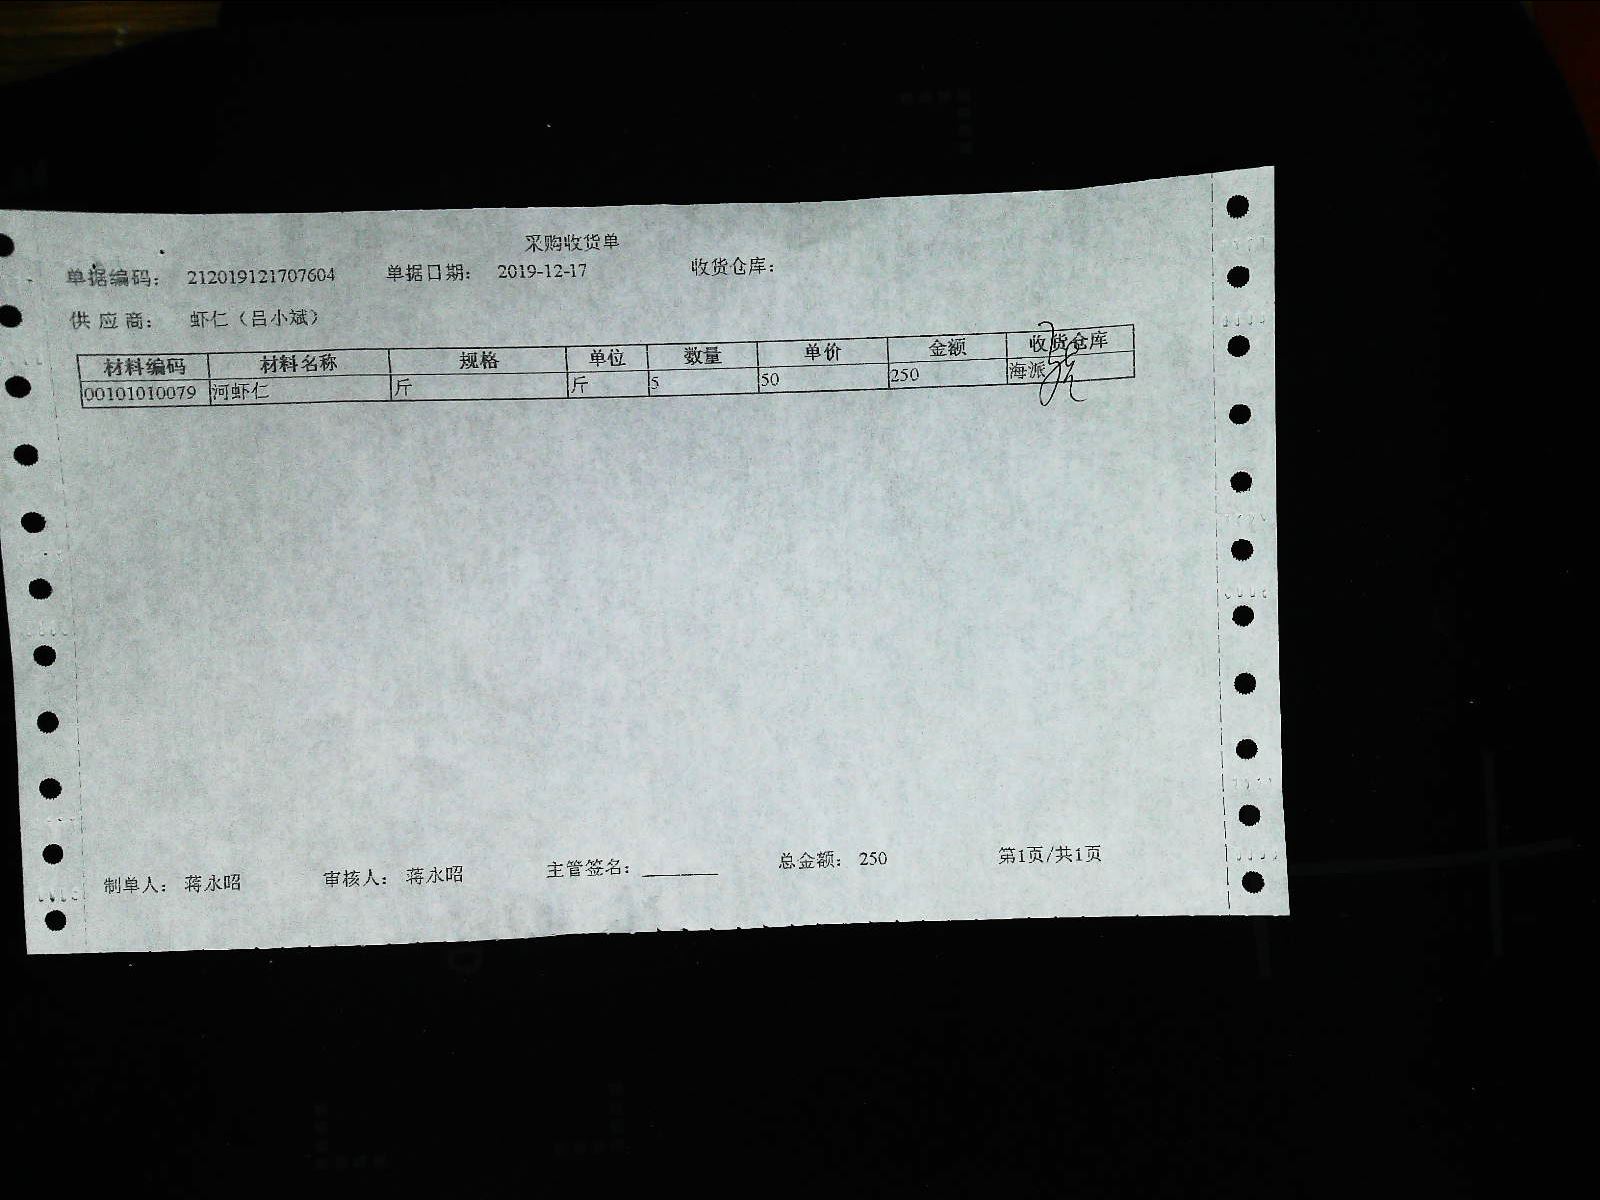 采购收货单
单据编码： 212019121707604 单据日期： 2019-12-17 收货仓库：
供 应 商： 虾仁（吕小斌）
材料编码 材料名称 规格 单位 数量 单价 金额 收货仓库
00101010079 河虾仁 斤 斤 5 50 250 海派
制单人： 蒋永昭 审核人： 蒋永昭 主管签名： 总金额： 250 第1页/共1页